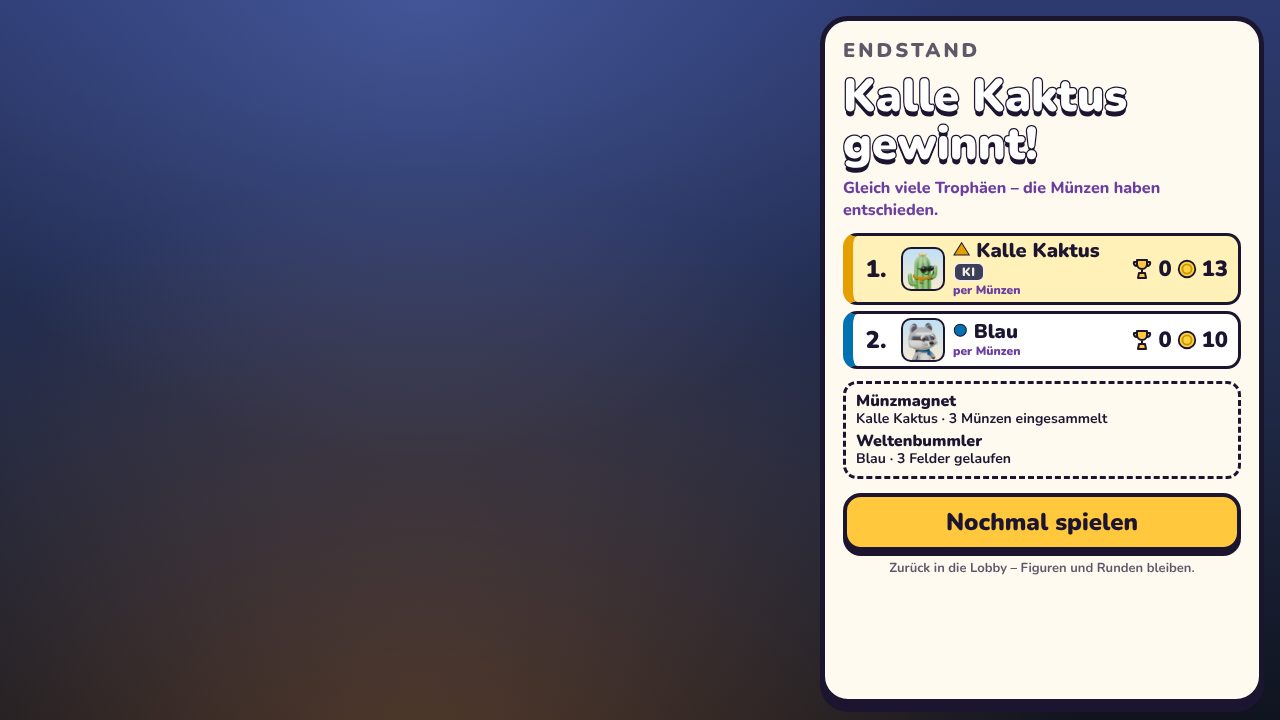 ENDSTAND
Kalle Kaktus
gewinnt!
Gleich viele Trophäen – die Münzen haben
entschieden.
1. Kalle Kaktus 0 13
KI
per Münzen
2. Blau 0 10
per Münzen
Münzmagnet
Kalle Kaktus · 3 Münzen eingesammelt
Weltenbummler
Blau · 3 Felder gelaufen
Nochmal spielen
Zurück in die Lobby – Figuren und Runden bleiben.